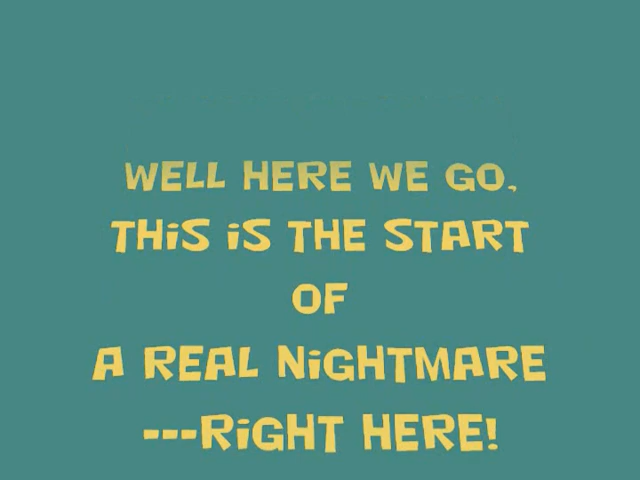 WELL HERE WE GO,
THiS iS THE START
OF
A REAL NiGHTMARE
---RiGHT HERE!